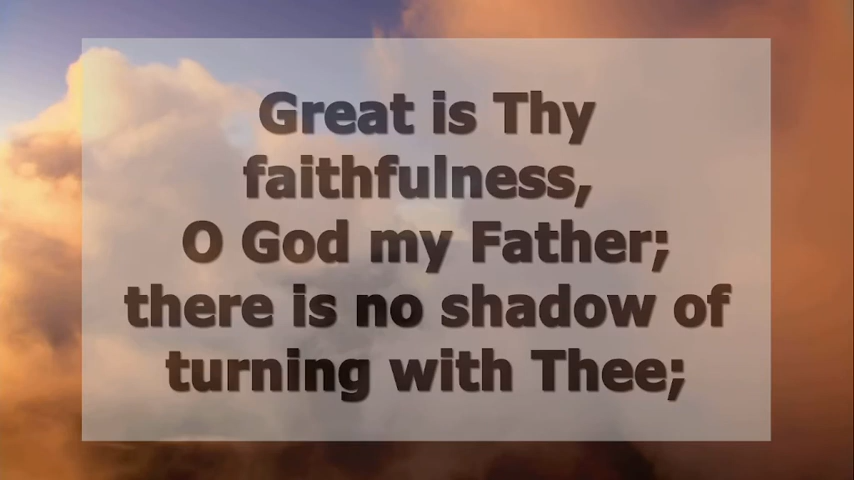 Great is Thy
faithfulness,
O God my Father;
there is no shadow of
turning with Thee;